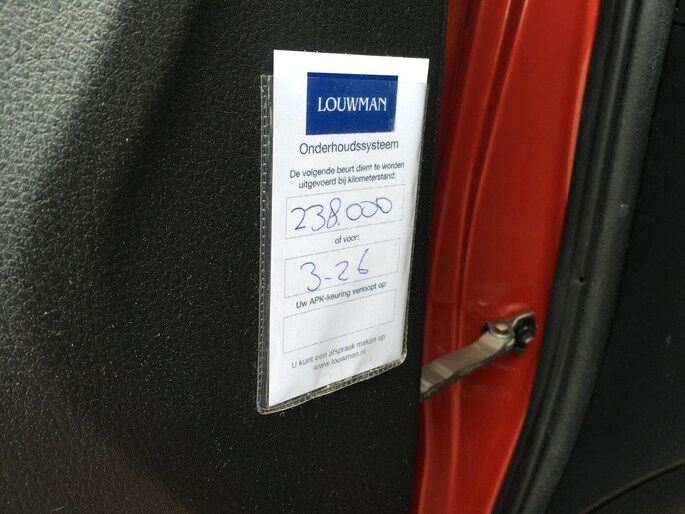 LOUWMAN
Onderhoudssysteem
De volgende beurt dient te worden
uitgevoerd bij kilometerstand:
238.000
of voor:
3-26
Uw APK-keuring verloopt op:
U kunt een afspraak maken op
www.louwman.nl